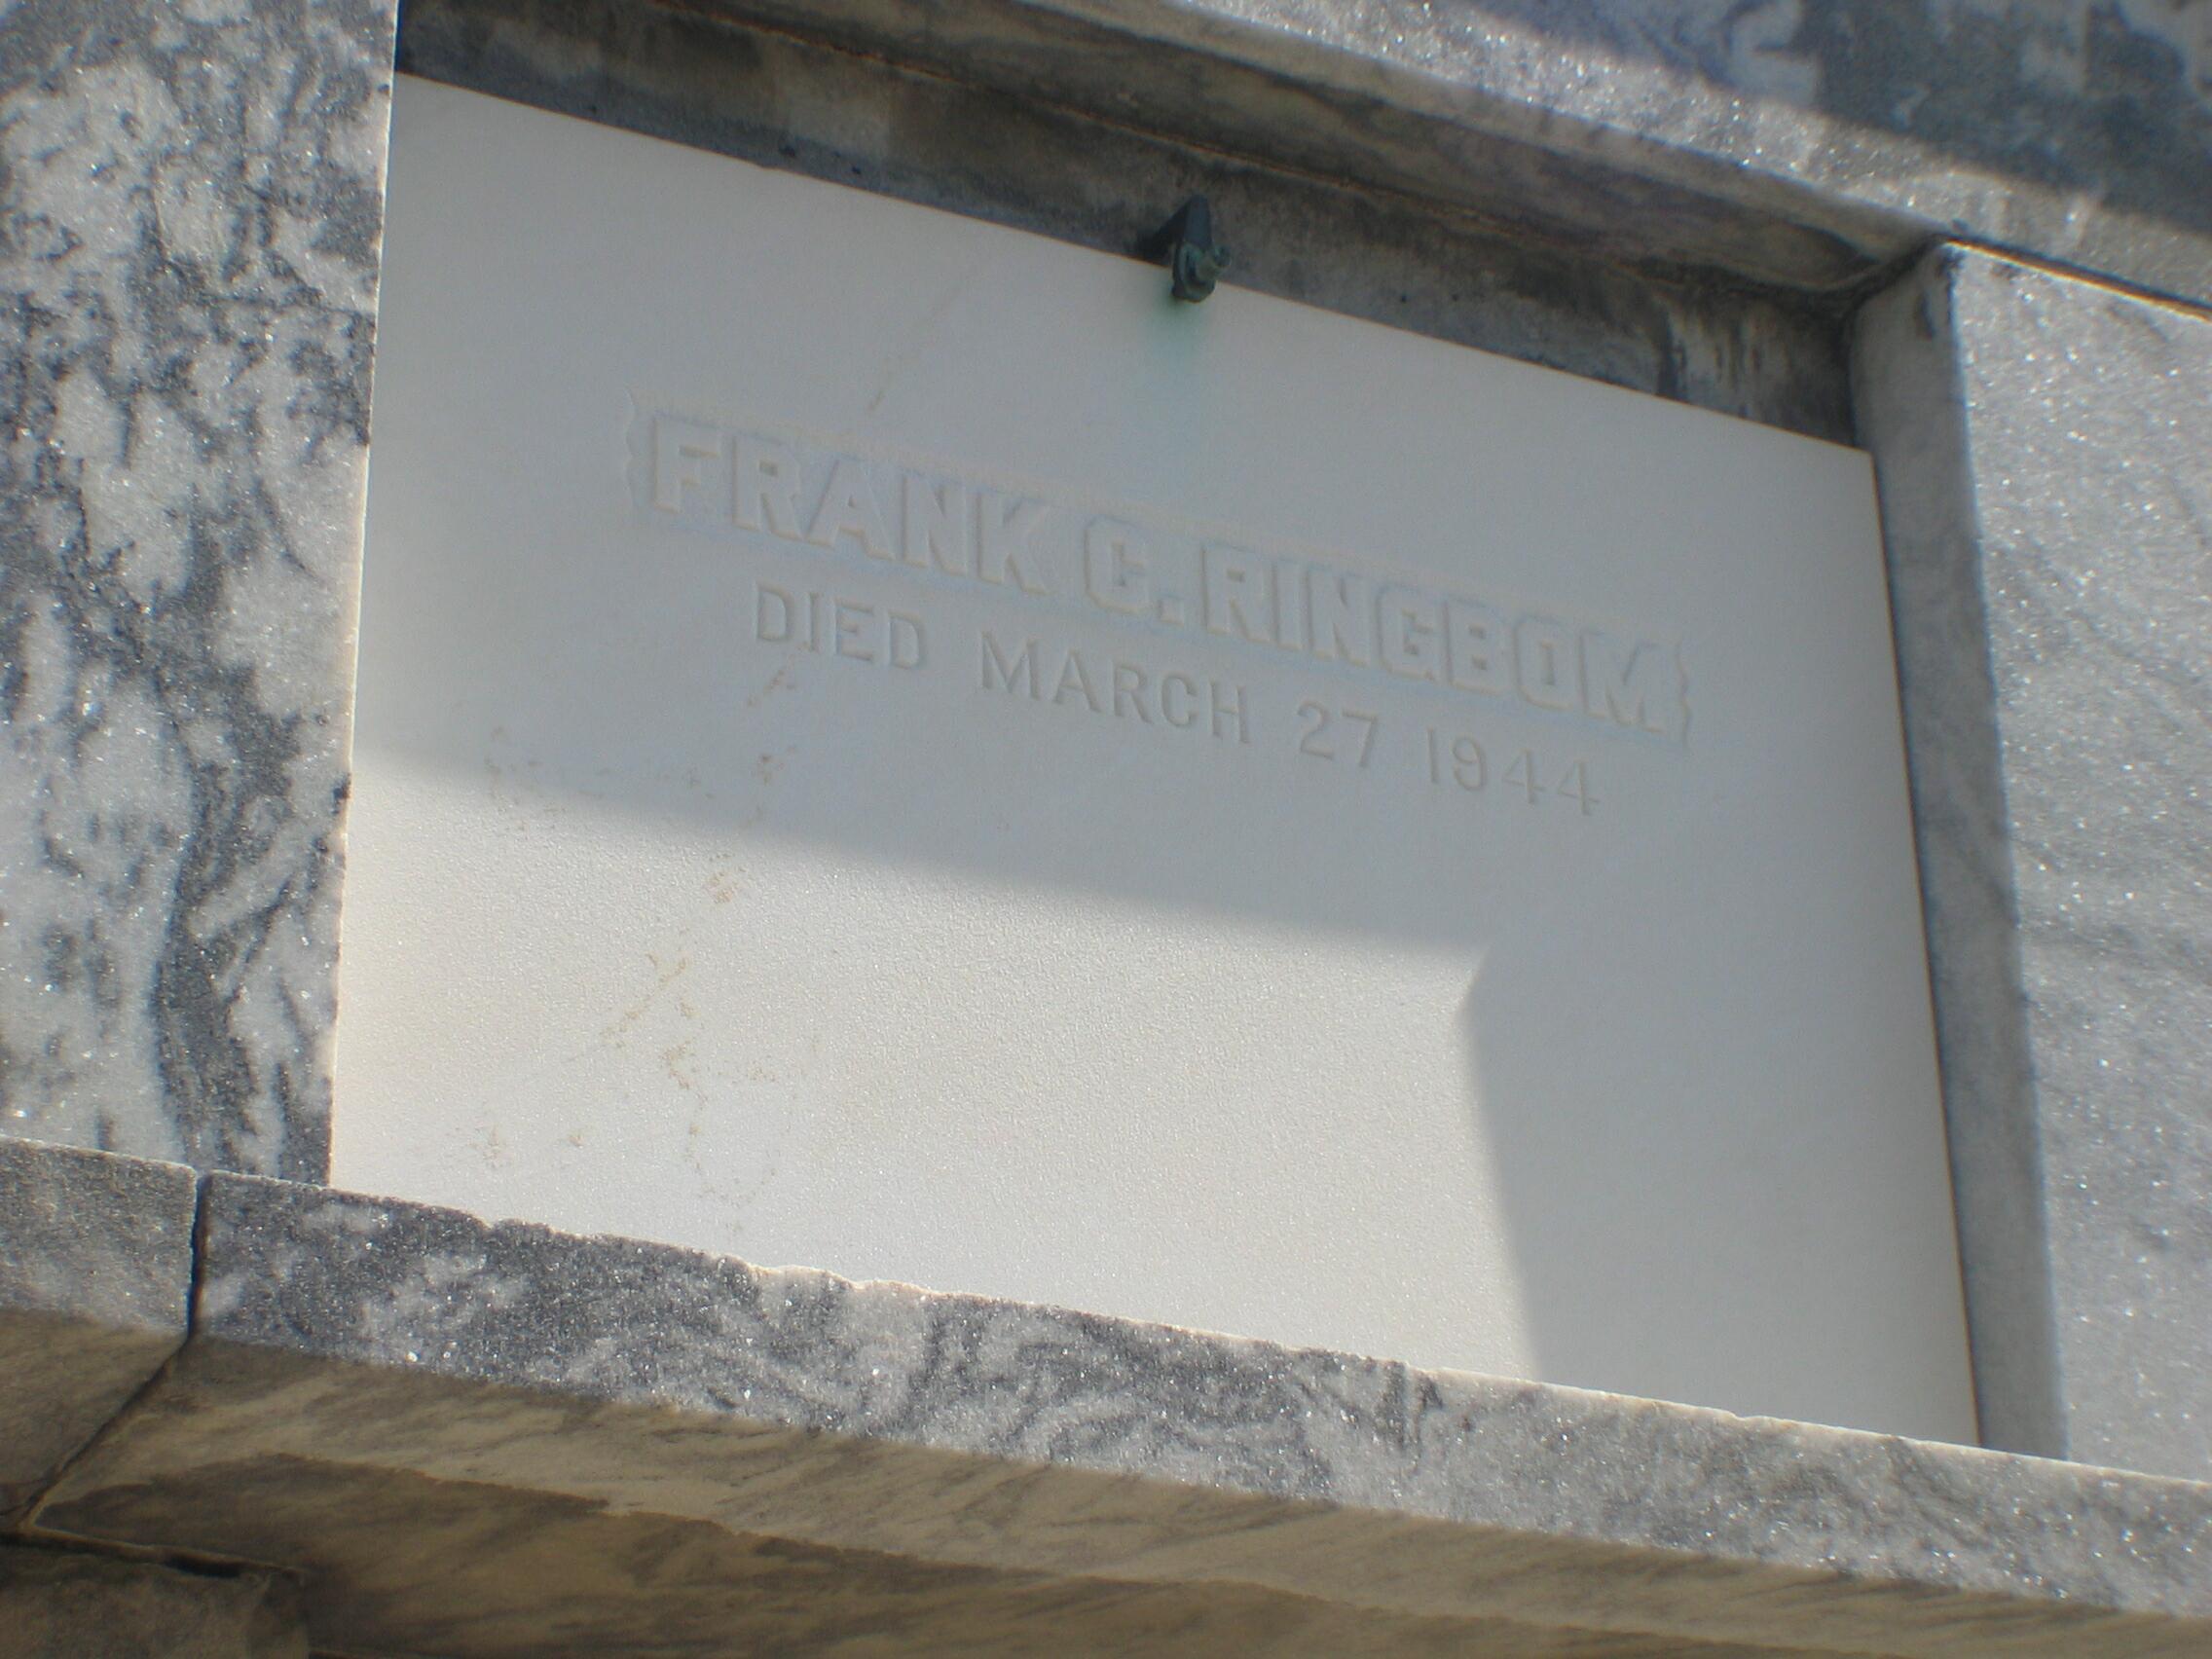 FRANK C. RINGBOM
DIED MARCH 27 1944